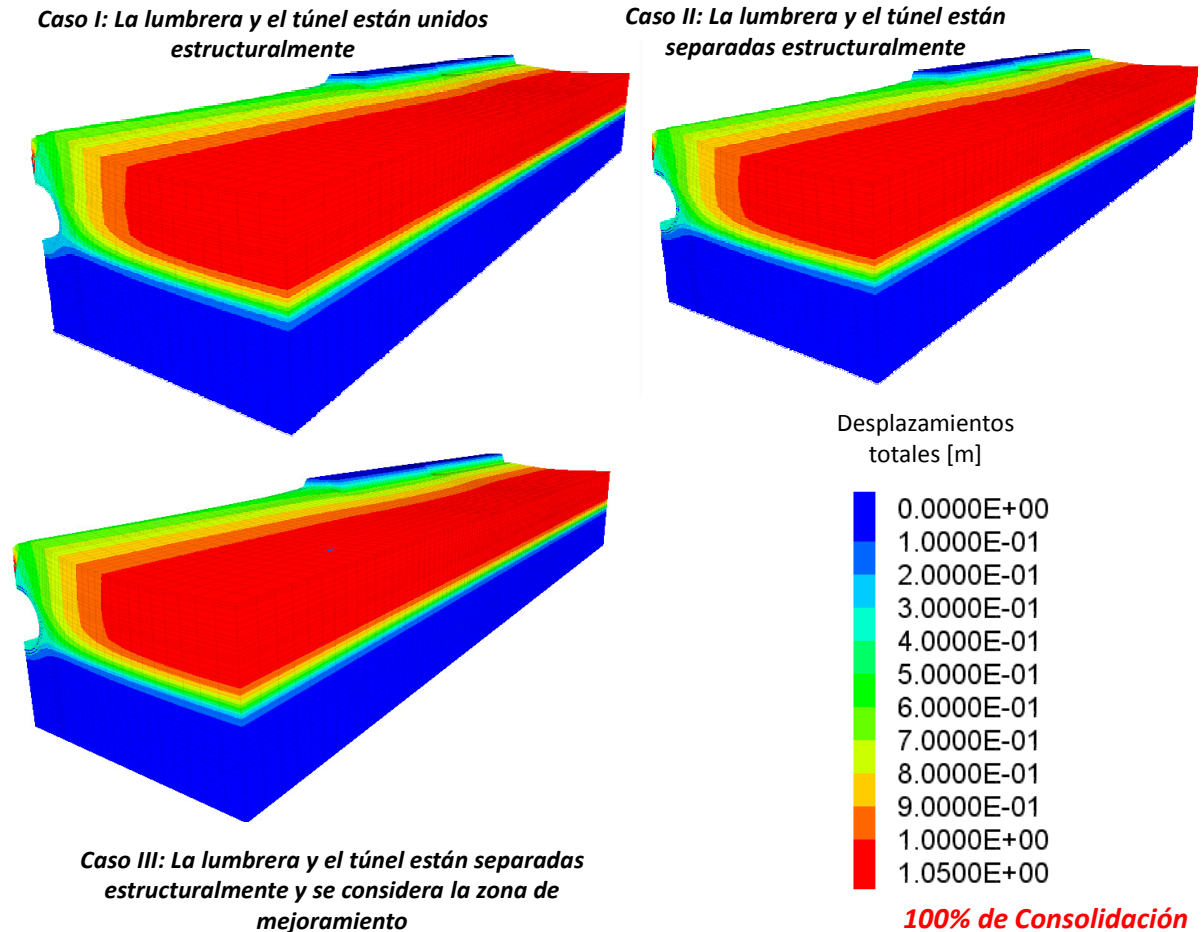 Caso I: La lumbrera y el túnel están unidos
estructuralmente
Caso II: La lumbrera y el túnel están
separadas estructuralmente
Desplazamientos
totales [m]
0.0000E+00
1.0000E-01
2.0000E-01
3.0000E-01
4.0000E-01
5.0000E-01
6.0000E-01
7.0000E-01
8.0000E-01
9.0000E-01
1.0000E+00
1.0500E+00
Caso III: La lumbrera y el túnel están separadas
estructuralmente y se considera la zona de
mejoramiento
100% de Consolidación